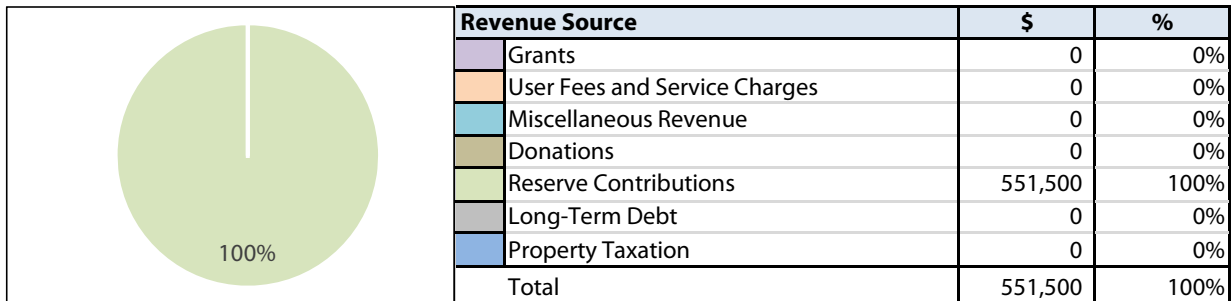 100%
Revenue Source $ %
Grants 0 0%
User Fees and Service Charges 0 0%
Miscellaneous Revenue 0 0%
Donations 0 0%
Reserve Contributions 551,500 100%
Long-Term Debt 0 0%
Property Taxation 0 0%
Total 551,500 100%